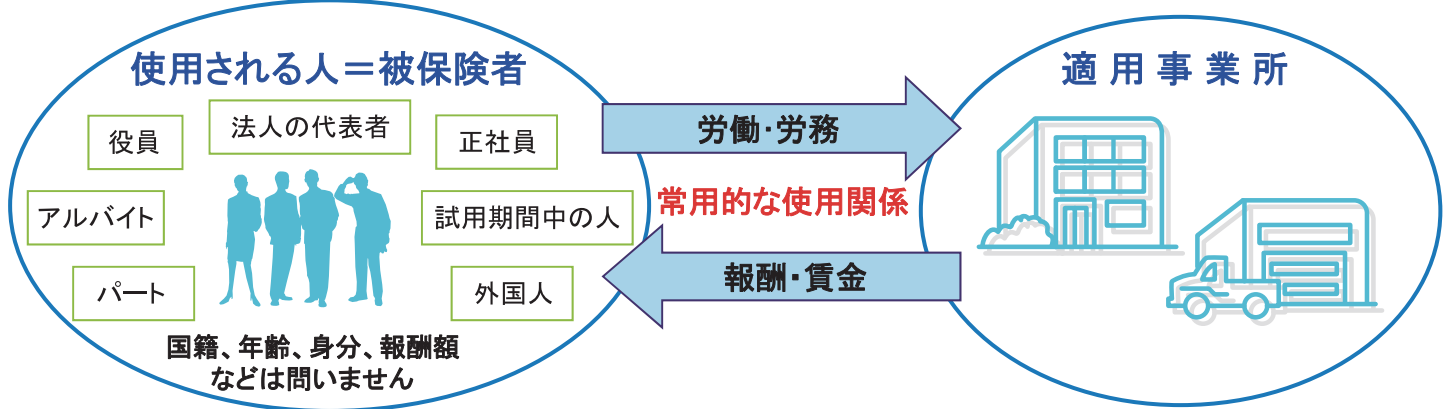 使用される人＝被保険者
役員
法人の代表者
正社員
アルバイト
試用期間中の人
パート
外国人
国籍、年齢、身分、報酬額
などは問いません
労働・労務
常用的な使用関係
報酬・賃金
適用事業所